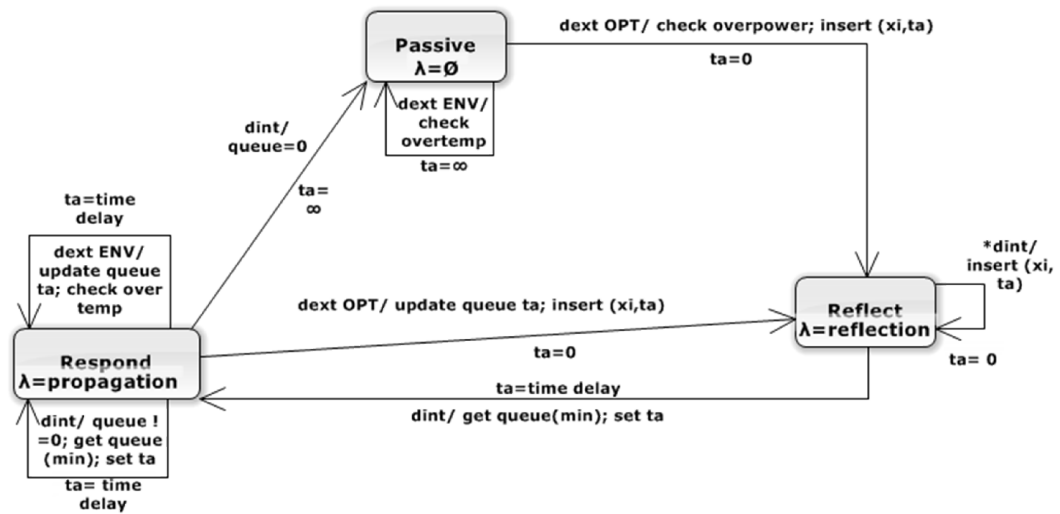 dext OPT/ check overpower; insert (xi,ta)
ta=0
Passive
λ=Ø
dext ENV/
check
overtemp
ta=∞
dint/
queue=0
ta=
∞
ta=time
delay
dext ENV/
update queue
ta; check over
temp
*dint/
insert (xi,
ta)
dext OPT/ update queue ta; insert (xi,ta)
ta=0
Reflect
λ=reflection
ta= 0
Respond
λ=propagation
ta=time delay
dint/ get queue(min); set ta
dint/ queue !
=0; get queue
(min); set ta
ta= time
delay